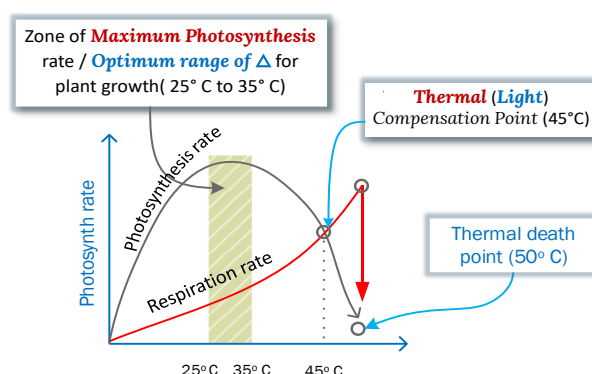 Zone of Maximum Photosynthesis
rate / Optimum range of Δ for
plant growth( 25° C to 35° C)
Thermal (Light)
Compensation Point (45°C)
Photosynthesis rate
Photosynth rate
Respiration rate
Thermal death
point (50° C)
25° C 35° C 45° C